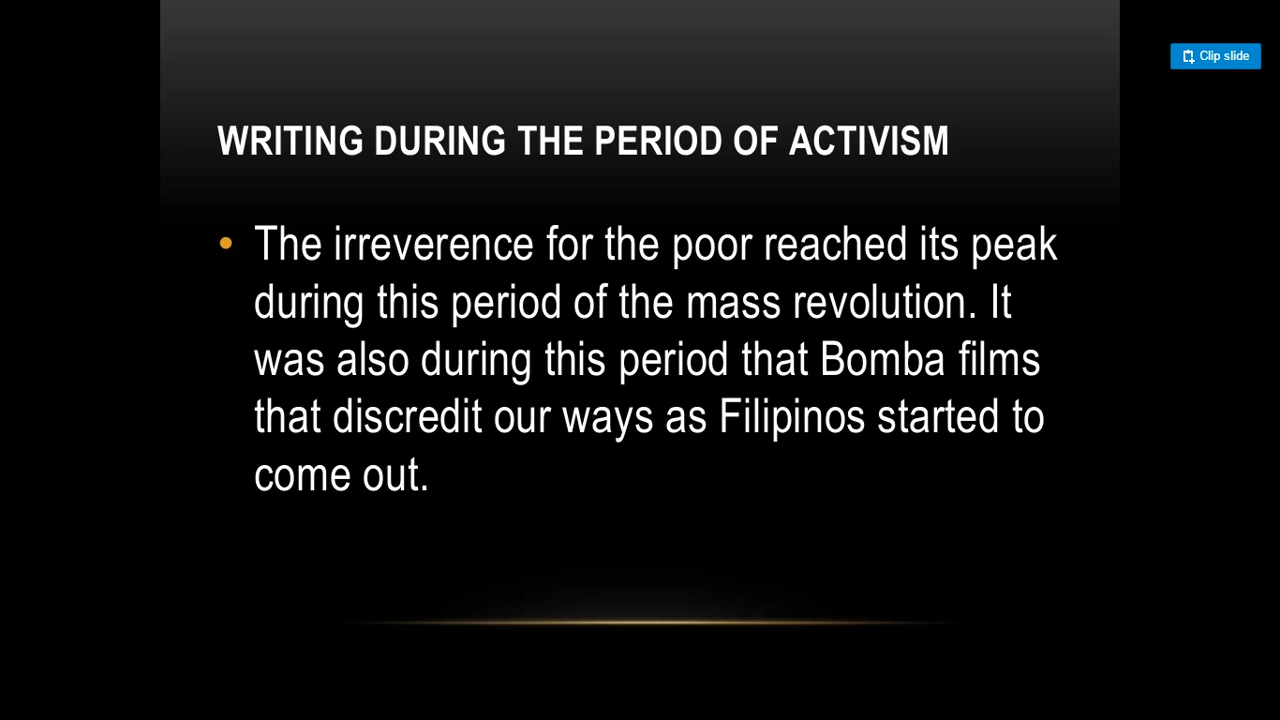 Clip slide
WRITING DURING THE PERIOD OF ACTIVISM
• The irreverence for the poor reached its peak
during this period of the mass revolution. It
was also during this period that Bomba films
that discredit our ways as Filipinos started to
come out.